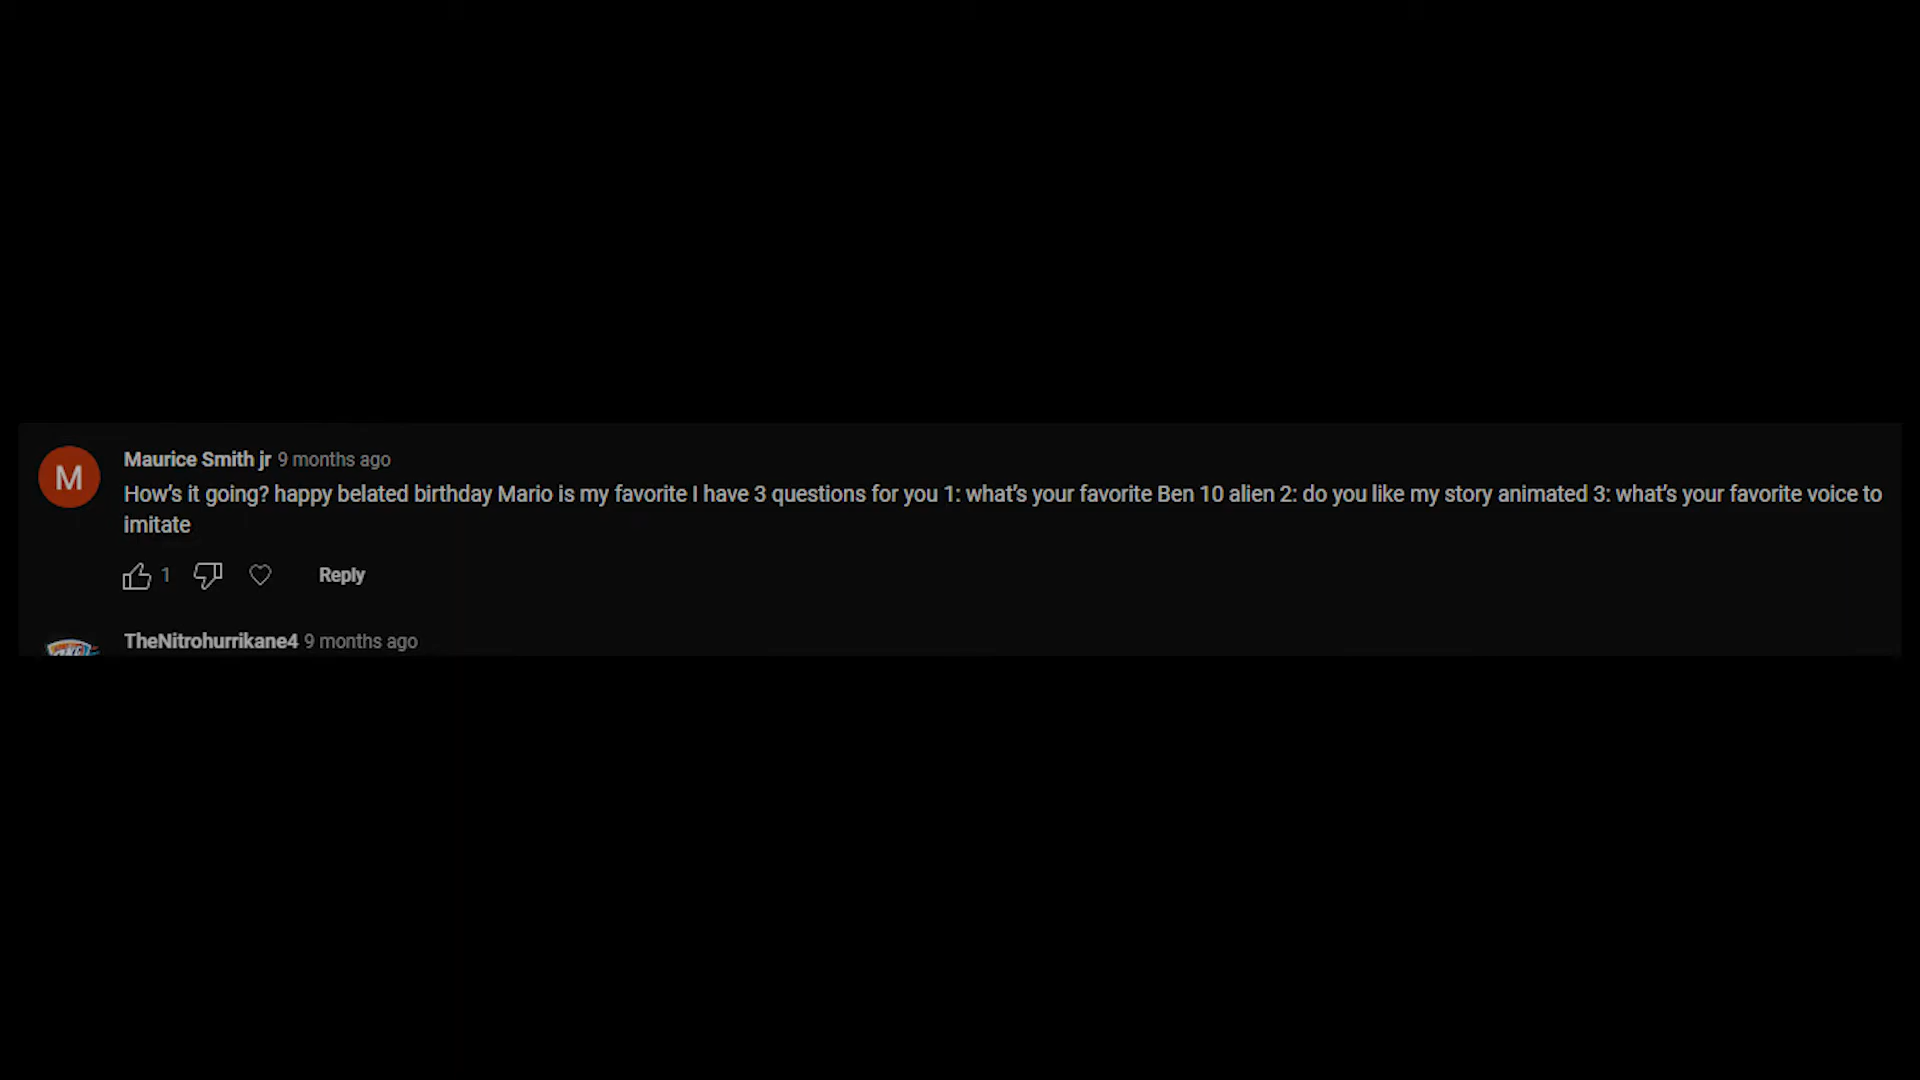 M
Maurice Smith jr 9 months ago
How's it going? happy belated birthday Mario is my favorite I have 3 questions for you 1: what's your favorite Ben 10 alien 2: do you like my story animated 3: what's your favorite voice to
imitate
1 Reply
TheNitrohurrikane4 9 months ago